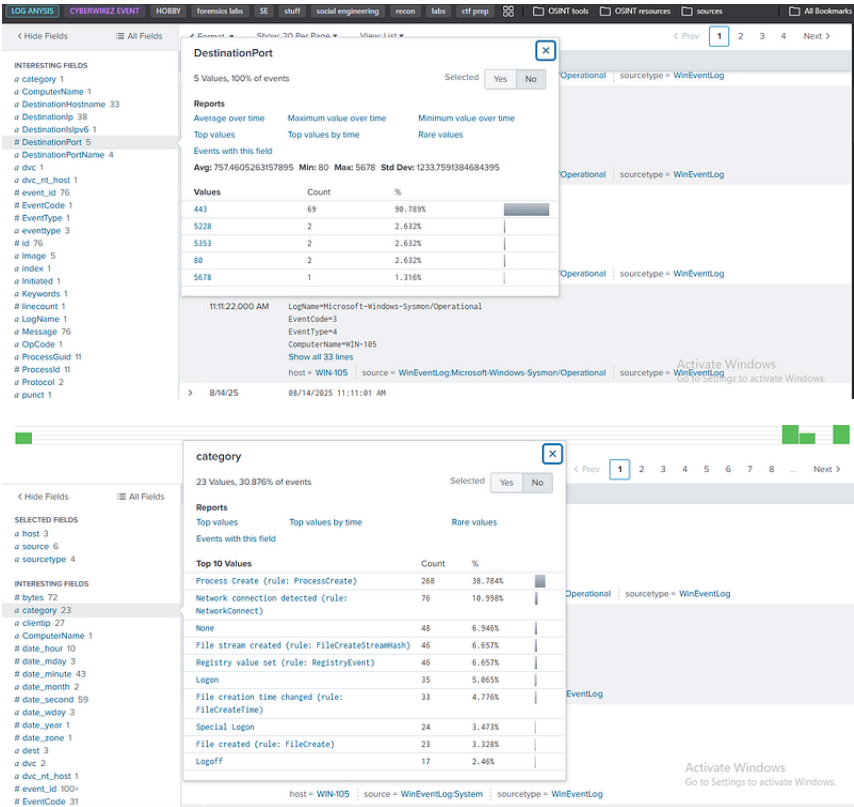 LOG ANYSIS CYBERWIREZ EVENT HOBBY forensics labs SE stuff social engineering recon labs ctf prep OSINT tools OSINT resources sources All Bookmarks
< Hide Fields All Fields Format Show: 20 Per Page View: List < Prev 1 2 3 4 Next >
DestinationPort
5 Values, 100% of events Selected Yes No
Reports
Average over time Maximum value over time Minimum value over time
Top values Top values by time Rare values
Events with this field
Avg: 757.4605263157895 Min: 80 Max: 5678 Std Dev: 1233.7591384684395
Values Count %
443 69 90.789%
5228 2 2.632%
5353 2 2.632%
80 2 2.632%
5678 1 1.316%
INTERESTING FIELDS
a category 1
a ComputerName 1
a DestinationHostname 33
a DestinationIp 38
a DestinationIsIpv6 1
# DestinationPort 5
a DestinationPortName 4
a dvc 1
a dvc_nt_host 1
# event_id 76
# EventCode 1
# EventType 1
a eventtype 3
# id 76
a Image 5
a index 1
a Initiated 1
a Keywords 1
# linecount 1
a LogName 1
a Message 76
a OpCode 1
a ProcessGuid 11
# ProcessId 11
a Protocol 2
a punct 1
Operational sourcetype = WinEventLog
Operational sourcetype = WinEventLog
Operational sourcetype = WinEventLog
11:11:22.000 AM LogName=Microsoft-Windows-Sysmon/Operational
EventCode=3
EventType=4
ComputerName=WIN-105
Show all 33 lines
host = WIN-105 source = WinEventLog:Microsoft-Windows-Sysmon/Operational sourcetype = WinEventLog
Activate Windows
Go to Settings to activate Windows.
> 8/14/25 08/14/2025 11:11:01 AM
< Prev 1 2 3 4 5 6 7 8 ... Next >
< Hide Fields All Fields
SELECTED FIELDS
a host 3
a source 6
a sourcetype 4
INTERESTING FIELDS
# bytes 72
a category 23
a clientip 27
a ComputerName 1
# date_hour 10
# date_mday 3
# date_minute 43
a date_month 2
# date_second 59
a date_wday 3
# date_year 1
# date_zone 1
a dest 3
a dvc 2
a dvc_nt_host 1
# event_id 100+
# EventCode 31
category
23 Values, 30.876% of events Selected Yes No
Reports
Top values Top values by time Rare values
Events with this field
Top 10 Values Count %
Process Create (rule: ProcessCreate) 268 38.784%
Network connection detected (rule: 76 10.998%
NetworkConnect)
None 48 6.946%
File stream created (rule: FileCreateStreamHash) 46 6.657%
Registry value set (rule: RegistryEvent) 46 6.657%
Logon 35 5.065%
File creation time changed (rule: 33 4.776%
FileCreateTime)
Special Logon 24 3.473%
File created (rule: FileCreate) 23 3.328%
Logoff 17 2.46%
Operational sourcetype = WinEventLog
EventLog
Activate Windows
Go to Settings to activate Windows.
host = WIN-105 source = WinEventLog:System sourcetype = WinEventLog